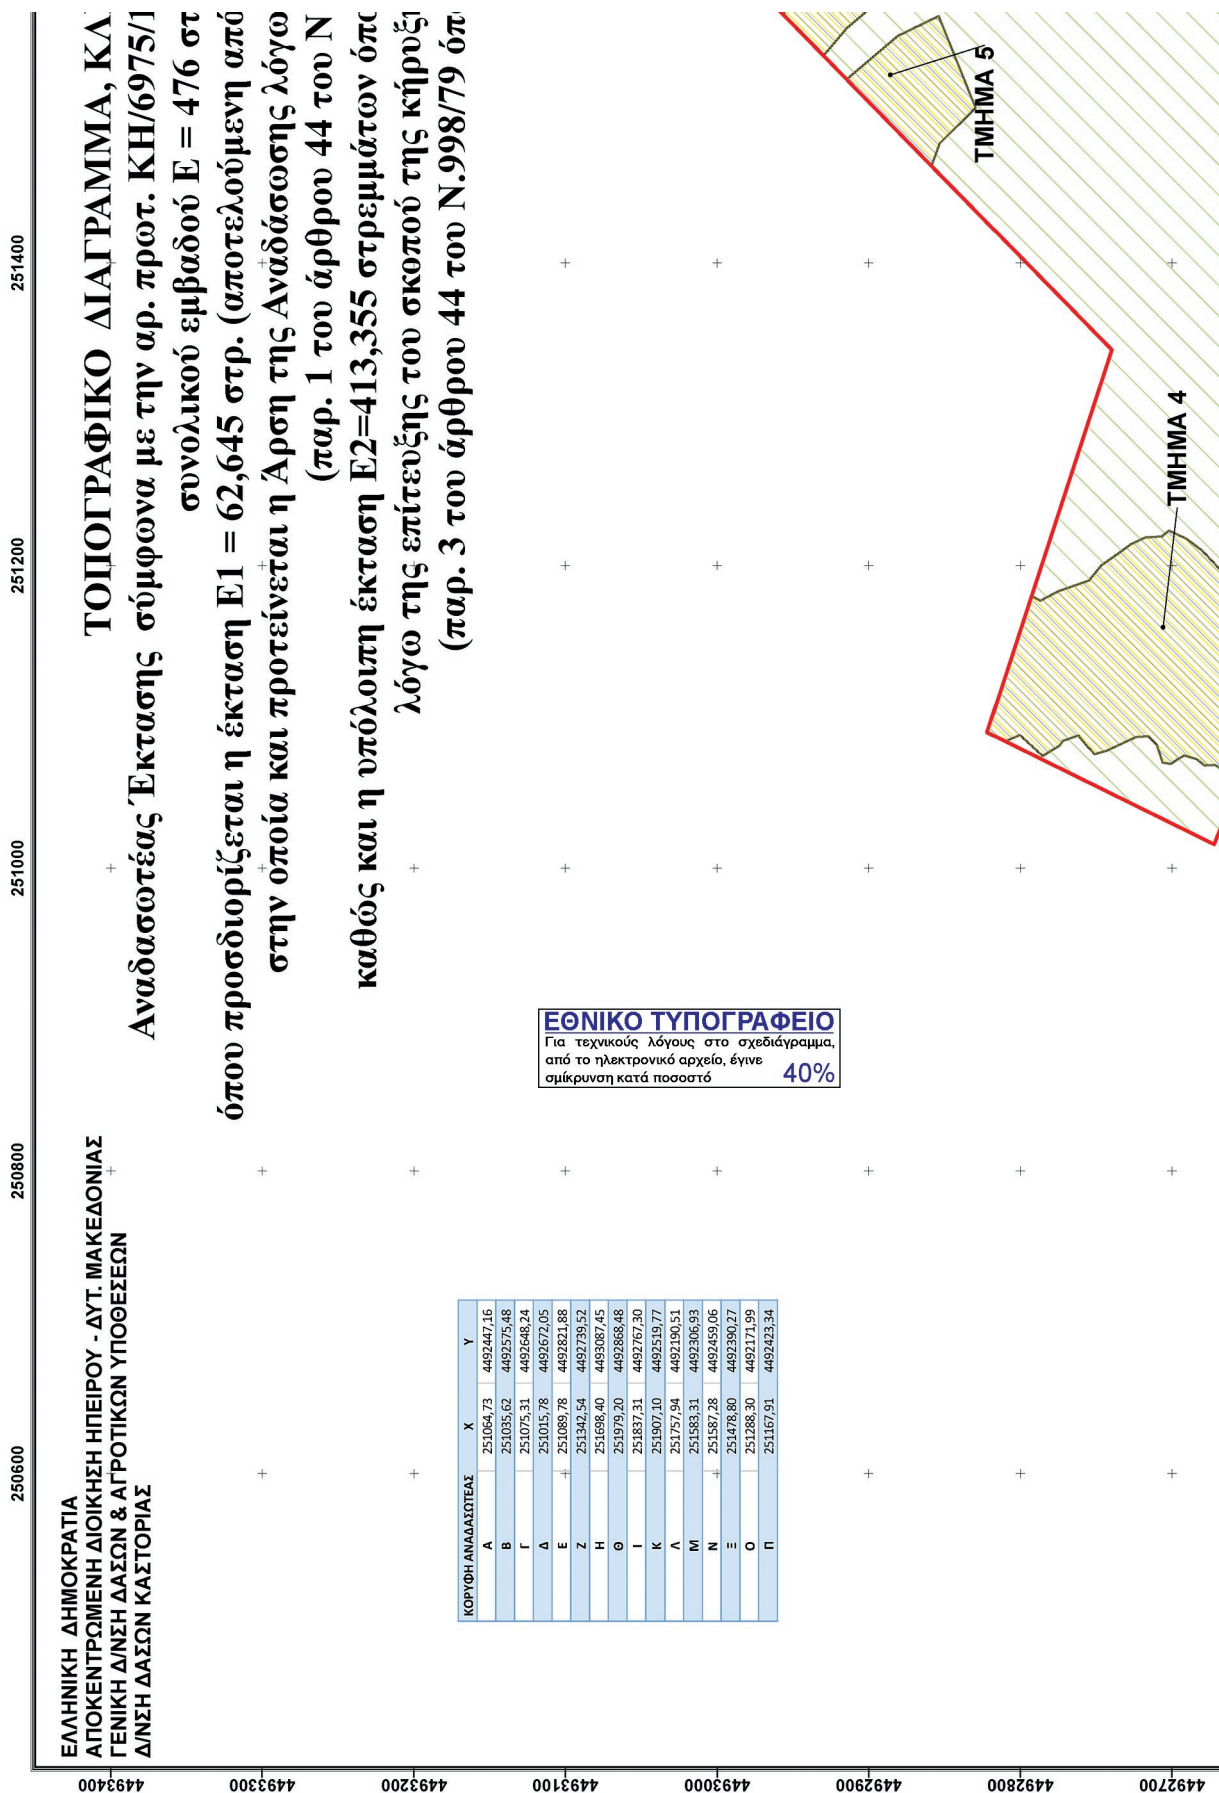 ΕΛΛΗΝΙΚΗ ΔΗΜΟΚΡΑΤΙΑ
ΑΠΟΚΕΝΤΡΩΜΕΝΗ ΔΙΟΙΚΗΣΗ ΗΠΕΙΡΟΥ - ΔΥΤ. ΜΑΚΕΔΟΝΙΑΣ
ΓΕΝΙΚΗ Δ/ΝΣΗ ΔΑΣΩΝ & ΑΓΡΟΤΙΚΩΝ ΥΠΟΘΕΣΕΩΝ
Δ/ΝΣΗ ΔΑΣΩΝ ΚΑΣΤΟΡΙΑΣ
ΤΟΠΟΓΡΑΦΙΚΟ ΔΙΑΓΡΑΜΜΑ,
Αναδασωτέας Έκτασης σύμφωνα με την αρ. πρωτ. ΚΗ/6975/1
συνολικού εμβαδού Ε = 476 στ
όπου προσδιορίζεται η έκταση Ε1 = 62,645 στρ. (αποτελούμενη από
στην οποία και προτείνεται η Άρση της Αναδάσωσης λόγω
(παρ. 1 του άρθρου 44 του Ν
καθώς και η υπόλοιπη έκταση Ε2=413,355 στρεμμάτων όπο
λόγω της επίτευξης του σκοπού της κήρυξη
(παρ. 3 του άρθρου 44 του Ν.998/79 όπ
250600
250800
251000
251200
251400
4493400
4493300
4493200
4493100
4493000
4492900
4492800
4492700
ΚΟΡΥΦΗ ΑΝΑΔΑΣΩΤΕΑΣ X Y
Α 251064,73 4492447,16
Β 251035,62 4492575,48
Γ 251075,31 4492648,24
Δ 251015,78 4492672,05
Ε 251089,78 4492821,88
Ζ 251342,54 4492739,52
Η 251698,40 4493087,45
Θ 251979,20 4492868,48
Ι 251837,31 4492767,30
Κ 251907,10 4492519,77
Λ 251757,94 4492190,51
Μ 251583,31 4492306,93
Ν 251587,28 4492459,06
Ξ 251478,80 4492390,27
Ο 251288,30 4492171,99
Π 251167,91 4492423,34
ΕΘΝΙΚΟ ΤΥΠΟΓΡΑΦΕΙΟ
Για τεχνικούς λόγους στο σχεδιάγραμμα,
από το ηλεκτρονικό αρχείο, έγινε
σμίκρυνση κατά ποσοστό 40%
ΤΜΗΜΑ 4
ΤΜΗΜΑ 5